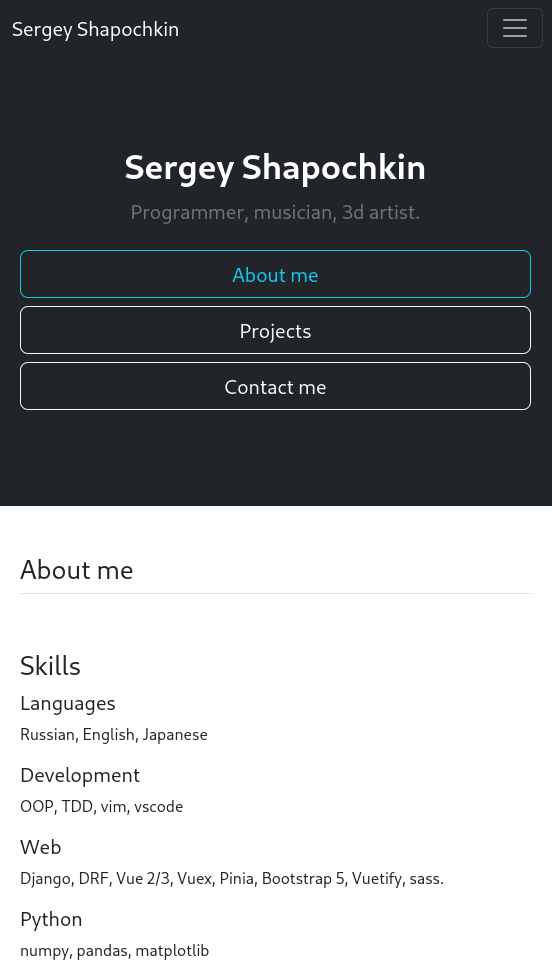 Sergey Shapochkin
Sergey Shapochkin
Programmer, musician, 3d artist.
About me
Projects
Contact me
About me
Skills
Languages
Russian, English, Japanese
Development
OOP, TDD, vim, vscode
Web
Django, DRF, Vue 2/3, Vuex, Pinia, Bootstrap 5, Vuetify, sass.
Python
numpy, pandas, matplotlib